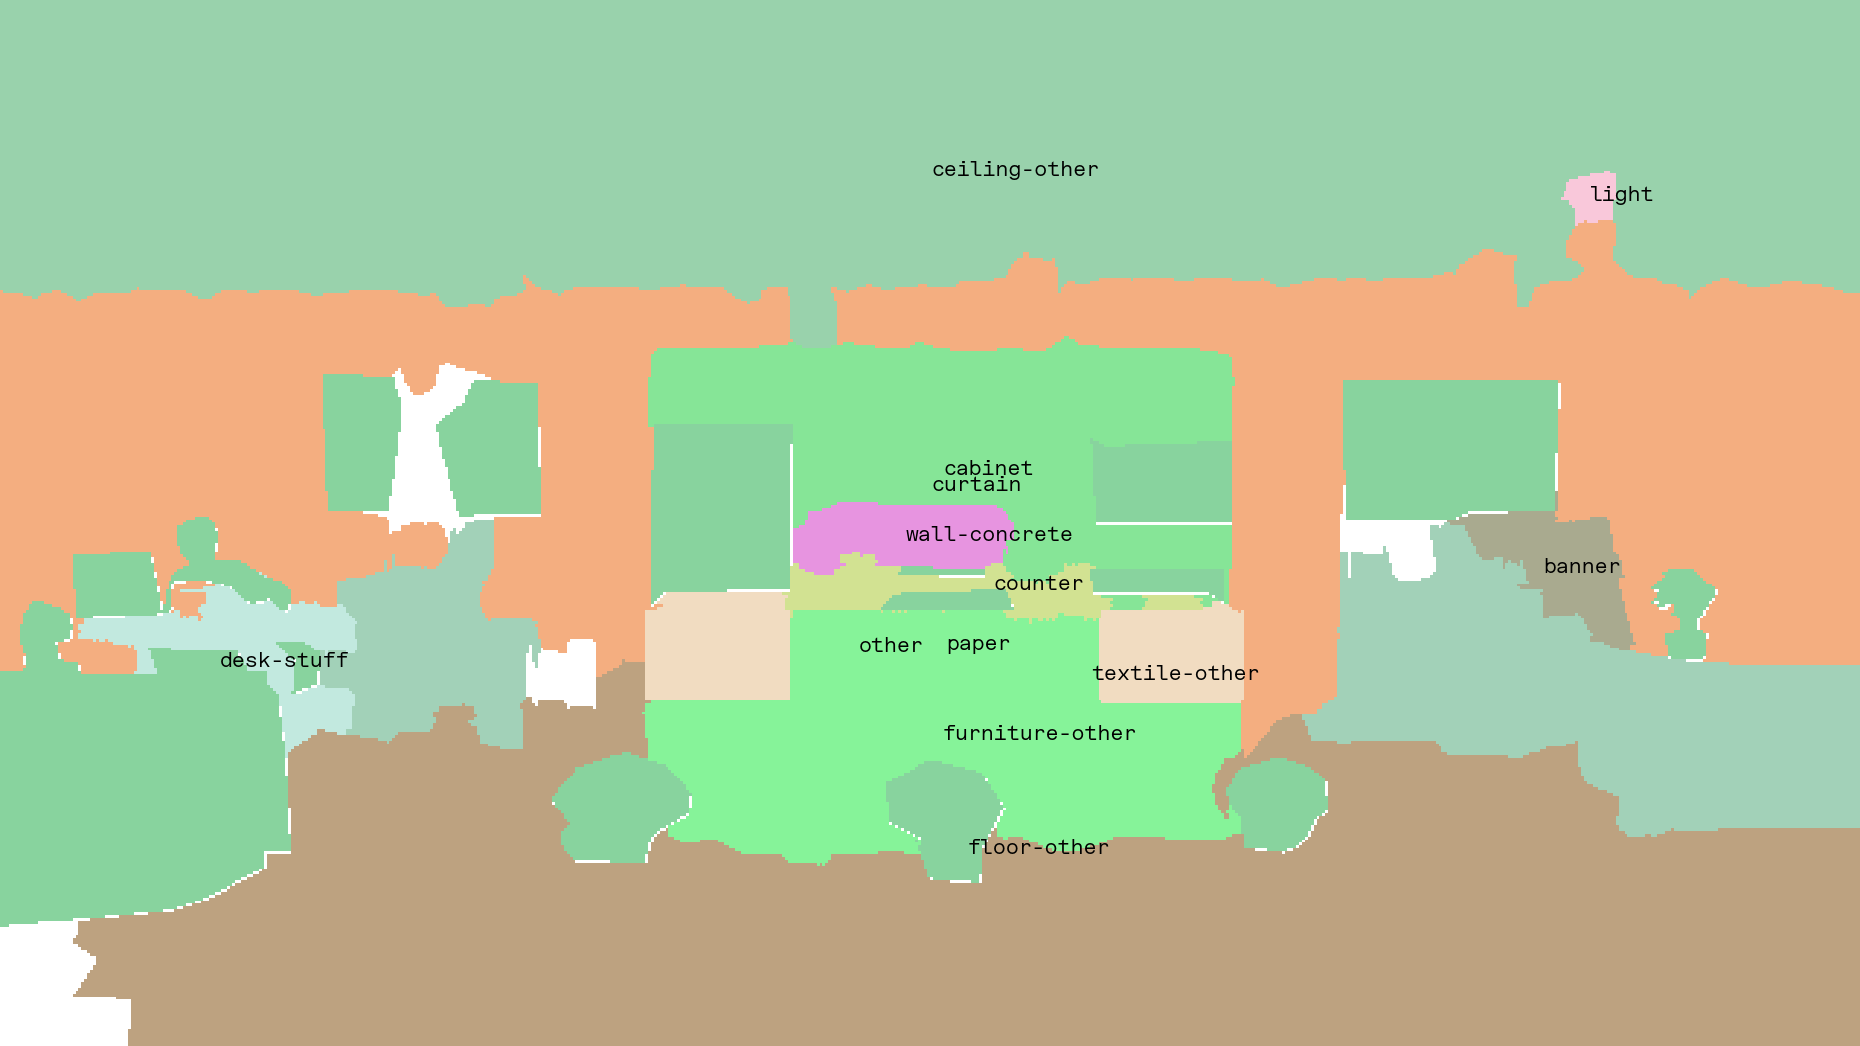 ceiling-other
light
cabinet
curtain
wall-concrete
banner
counter
other
paper
desk-stuff
textile-other
furniture-other
floor-other